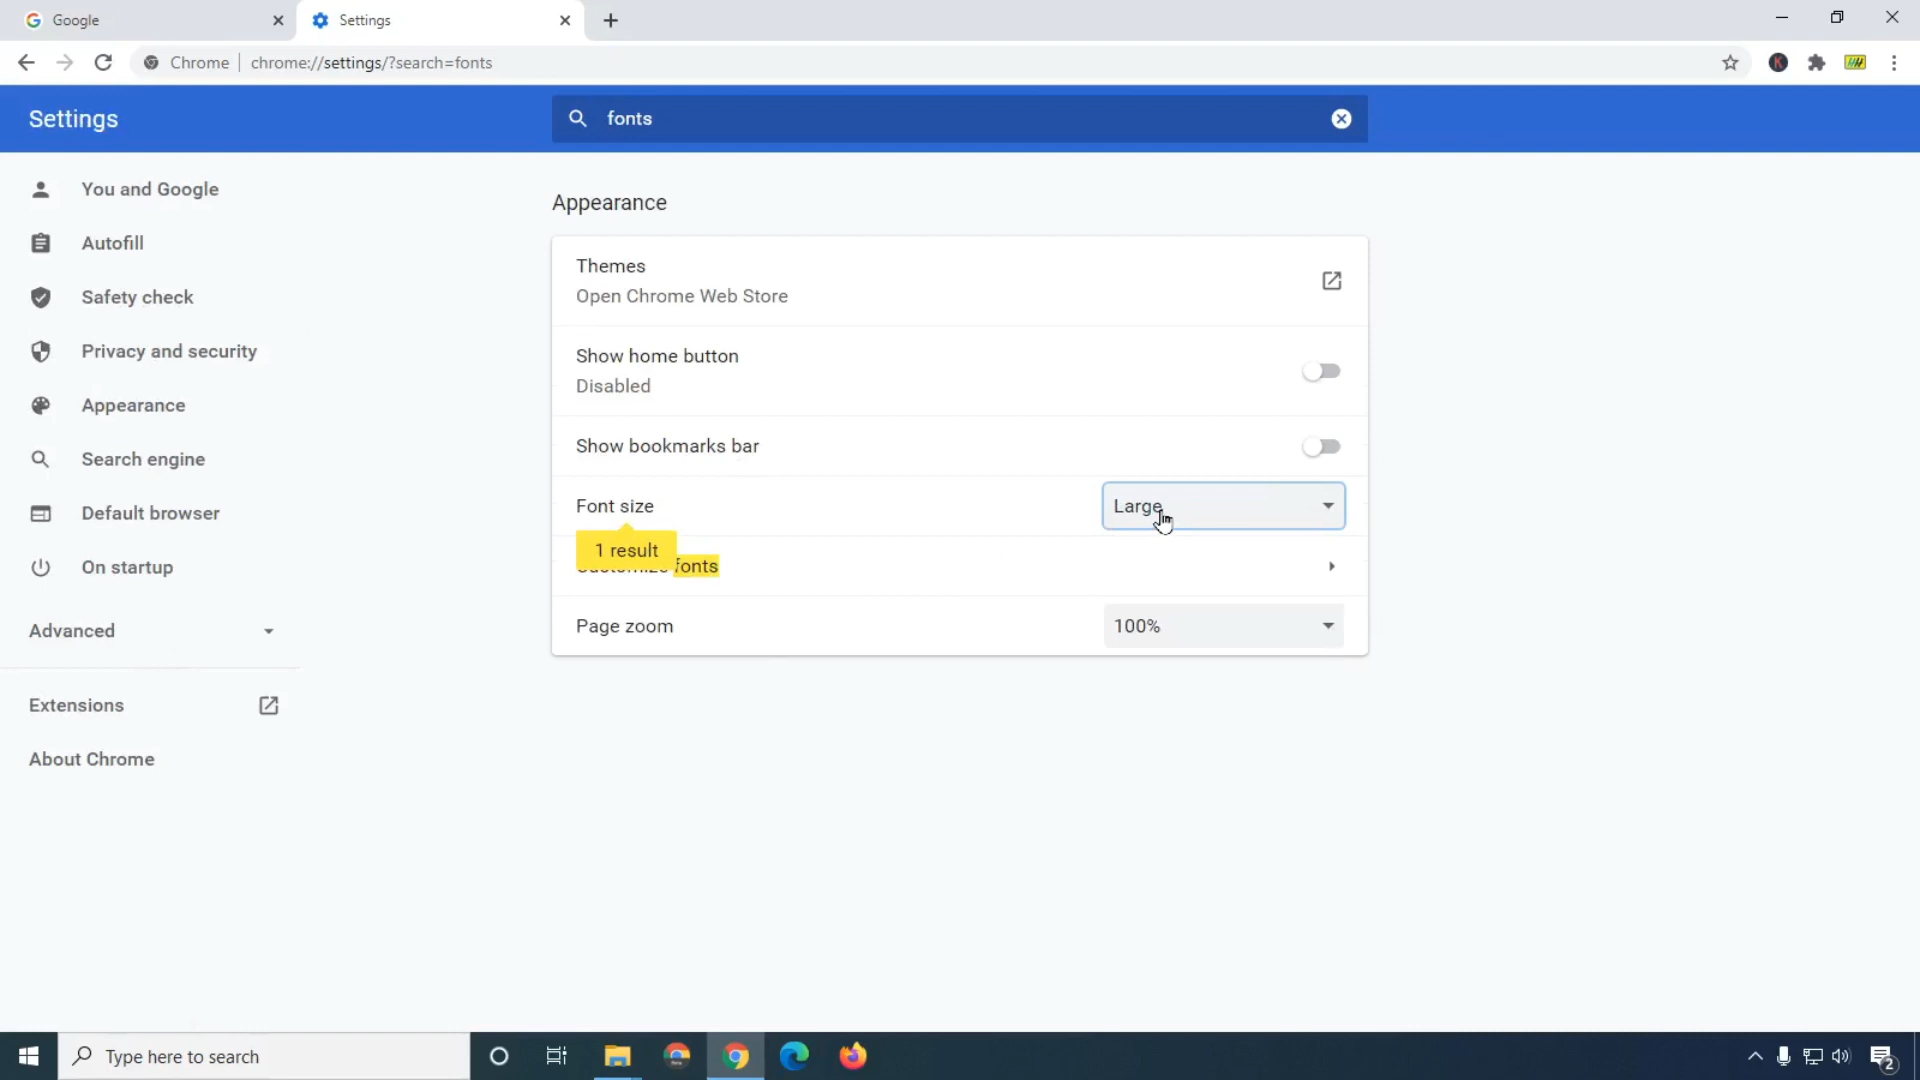 Google
Settings
Chrome
chrome://settings/?search=fonts
Settings
fonts
You and Google
Autofill
Safety check
Privacy and security
Appearance
Search engine
Default browser
On startup
Advanced
Extensions
About Chrome
Appearance
Themes
Open Chrome Web Store
Show home button
Disabled
Show bookmarks bar
Font size
Large
1 result
fonts
Page zoom
100%
Type here to search
2